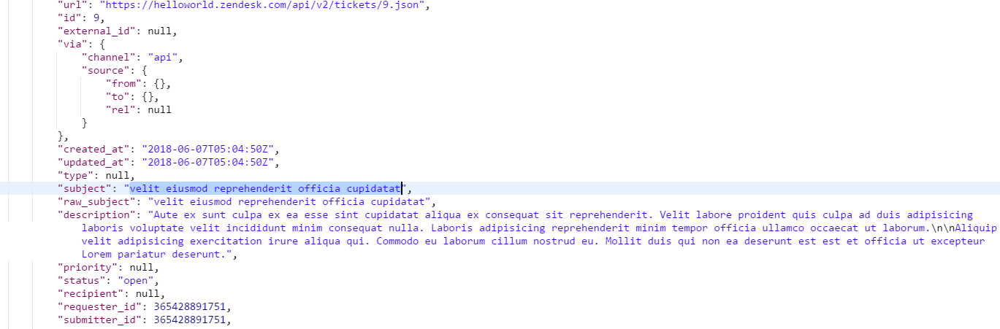 "url": "https://helloworld.zendesk.com/api/v2/tickets/9.json",
"id": 9,
"external_id": null,
"via": {
"channel": "api",
"source": {
"from": {},
"to": {},
"rel": null
}
},
"created_at": "2018-06-07T05:04:50Z",
"updated_at": "2018-06-07T05:04:50Z",
"type": null,
"subject": "velit eiusmod reprehenderit officia cupidatat",
"raw_subject": "velit eiusmod reprehenderit officia cupidatat",
"description": "Aute ex sunt culpa ex ea esse sint cupidatat aliqua ex consequat sit reprehenderit. Velit labore proident quis culpa ad duis adipisicing
laboris voluptate velit incididunt minim consequat nulla. Laboris adipisicing reprehenderit minim tempor officia ullamco occaecat ut laborum.\n\nAliquip
velit adipisicing exercitation irure aliqua qui. Commodo eu laborum cillum nostrud eu. Mollit duis qui non ea deserunt est est et officia ut excepteur
Lorem pariatur deserunt.",
"priority": null,
"status": "open",
"recipient": null,
"requester_id": 365428891751,
"submitter_id": 365428891751,